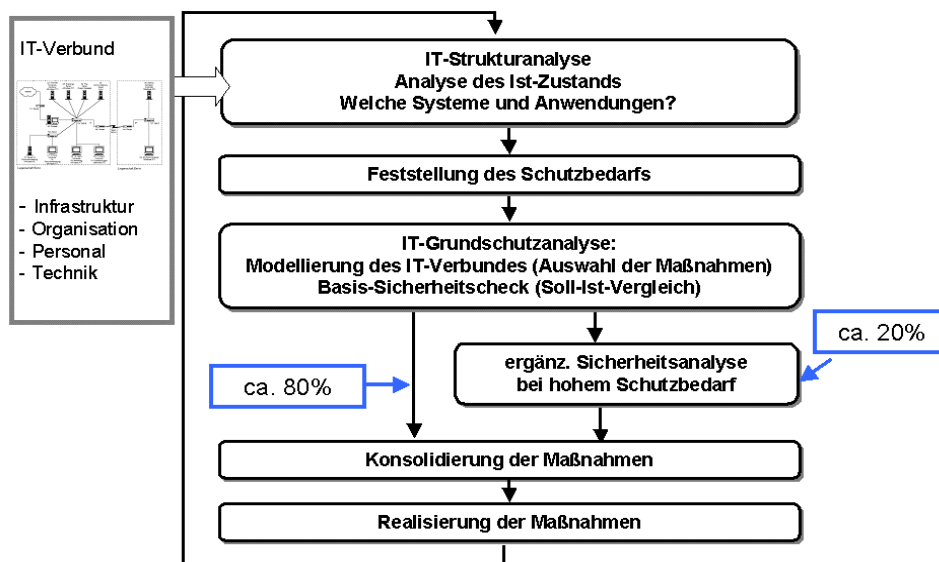 IT-Verbund
- Infrastruktur
- Organisation
- Personal
- Technik
IT-Strukturanalyse
Analyse des Ist-Zustands
Welche Systeme und Anwendungen?
Feststellung des Schutzbedarfs
IT-Grundschutzanalyse:
Modellierung des IT-Verbundes (Auswahl der Maßnahmen)
Basis-Sicherheitscheck (Soll-Ist-Vergleich)
ca. 20%
ergänz. Sicherheitsanalyse
bei hohem Schutzbedarf
ca. 80%
Konsolidierung der Maßnahmen
Realisierung der Maßnahmen